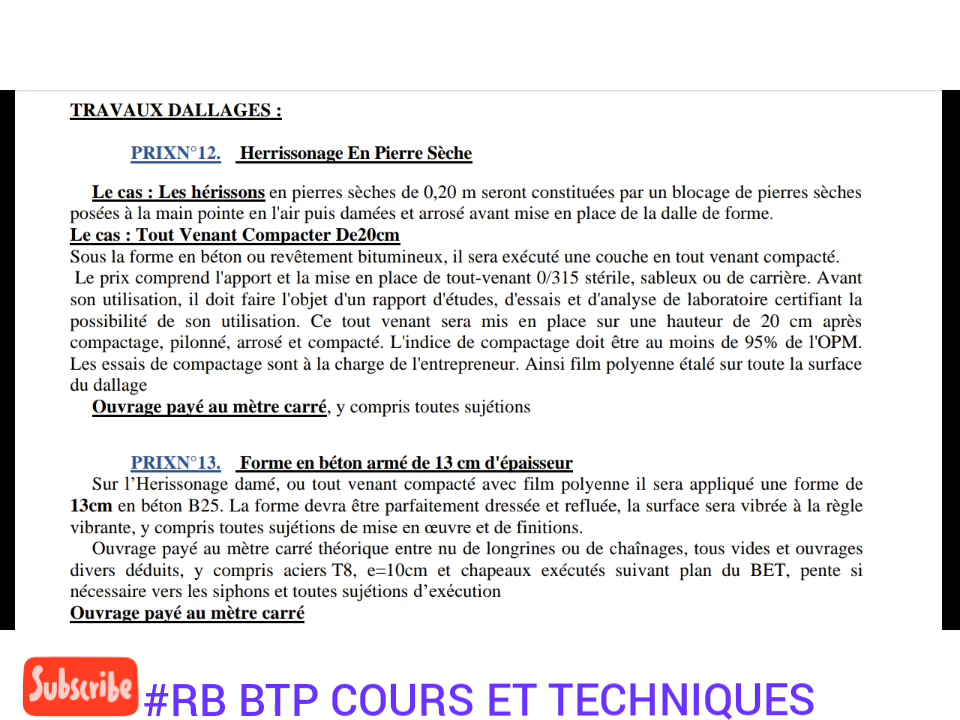 TRAVAUX DALLAGES :
PRIXN°12. Herrissonage En Pierre Sèche
Le cas : Les hérissons en pierres sèches de 0,20 m seront constituées par un blocage de pierres sèches
posées à la main pointe en l'air puis damées et arrosé avant mise en place de la dalle de forme.
Le cas : Tout Venant Compacter De20cm
Sous la forme en béton ou revêtement bitumineux, il sera exécuté une couche en tout venant compacté.
Le prix comprend l'apport et la mise en place de tout-venant 0/315 stérile, sableux ou de carrière. Avant
son utilisation, il doit faire l'objet d'un rapport d'études, d'essais et d'analyse de laboratoire certifiant la
possibilité de son utilisation. Ce tout venant sera mis en place sur une hauteur de 20 cm après
compactage, pilonné, arrosé et compacté. L'indice de compactage doit être au moins de 95% de l'OPM.
Les essais de compactage sont à la charge de l'entrepreneur. Ainsi film polyenne étalé sur toute la surface
du dallage
Ouvrage payé au mètre carré, y compris toutes sujétions
PRIXN°13. Forme en béton armé de 13 cm d'épaisseur
Sur l’Herissonage damé, ou tout venant compacté avec film polyenne il sera appliqué une forme de
13cm en béton B25. La forme devra être parfaitement dressée et refluée, la surface sera vibrée à la règle
vibrante, y compris toutes sujétions de mise en œuvre et de finitions.
Ouvrage payé au mètre carré théorique entre nu de longrines ou de chaînages, tous vides et ouvrages
divers déduits, y compris aciers T8, e=10cm et chapeaux exécutés suivant plan du BET, pente si
nécessaire vers les siphons et toutes sujétions d’exécution
Ouvrage payé au mètre carré
Subscribe
#RB BTP COURS ET TECHNIQUES